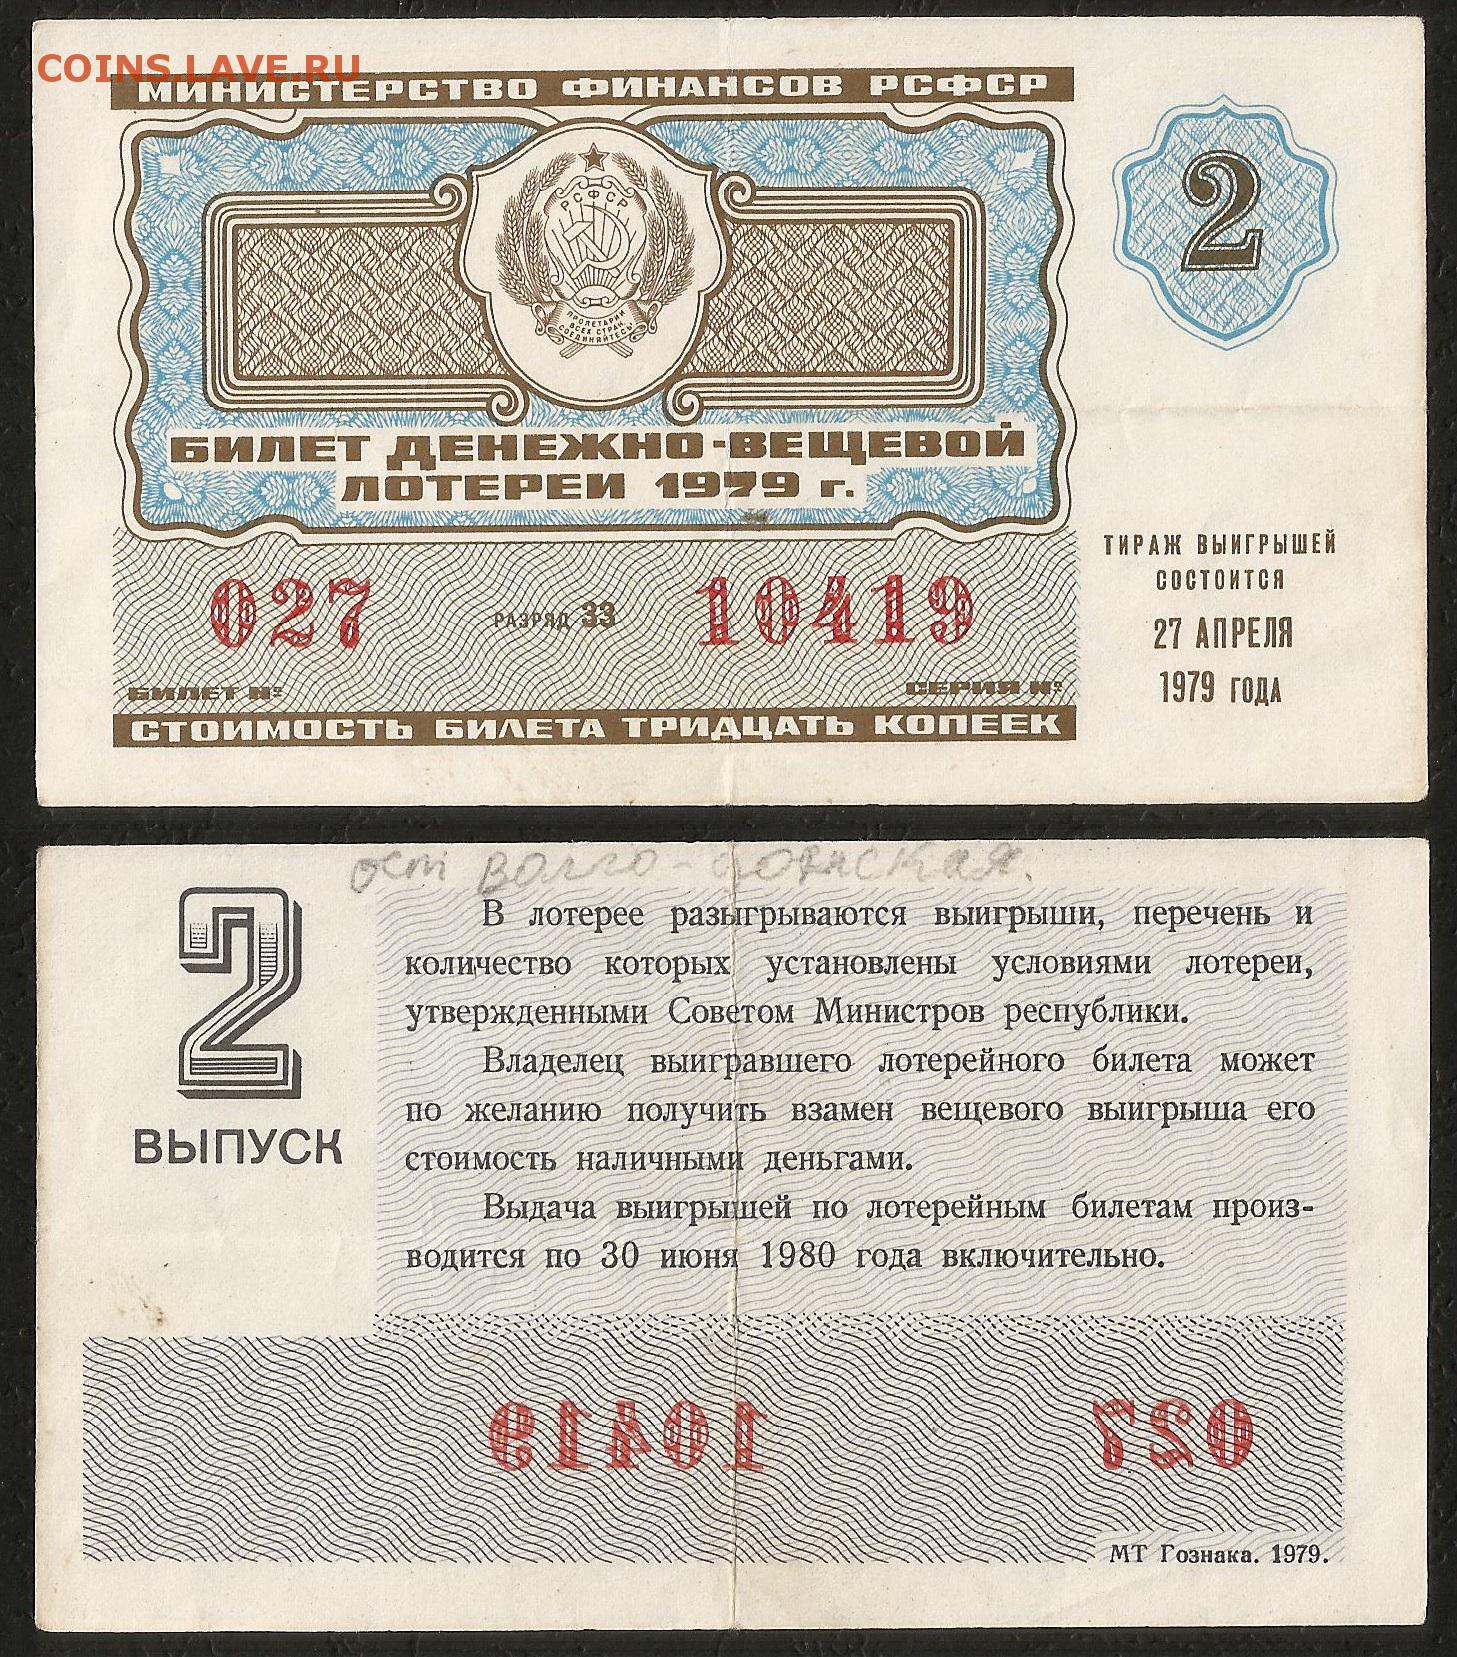 COINS.LAVE.RU
МИНИСТЕРСТВО ФИНАНСОВ РСФСР
РСФСР
ПРОЛЕТАРИИ
ВСЕХ СТРАН
СОЕДИНЯЙТЕСЬ
2
БИЛЕТ ДЕНЕЖНО-ВЕЩЕВОЙ
ЛОТЕРЕИ 1979 г.
027 РАЗРЯД 33 10419
БИЛЕТ № СЕРИЯ №
СТОИМОСТЬ БИЛЕТА ТРИДЦАТЬ КОПЕЕК
ТИРАЖ ВЫИГРЫШЕЙ
СОСТОИТСЯ
27 АПРЕЛЯ
1979 ГОДА
ост Волго-Донская.
2
ВЫПУСК
В лотерее разыгрываются выигрыши, перечень и
количество которых установлены условиями лотереи,
утвержденными Советом Министров республики.
Владелец выигравшего лотерейного билета может
по желанию получить взамен вещевого выигрыша его
стоимость наличными деньгами.
Выдача выигрышей по лотерейным билетам произ-
водится по 30 июня 1980 года включительно.
10419 027
МТ Гознака. 1979.